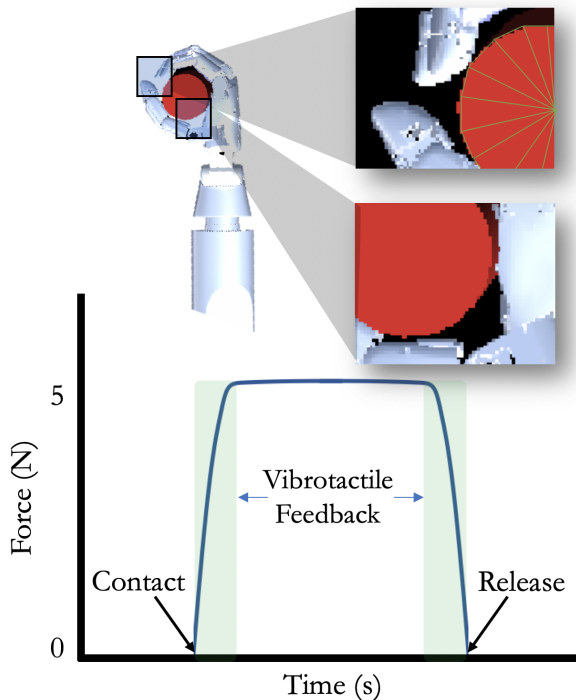 5
Force (N)
Vibrotactile
Feedback
Contact
Release
0
Time (s)